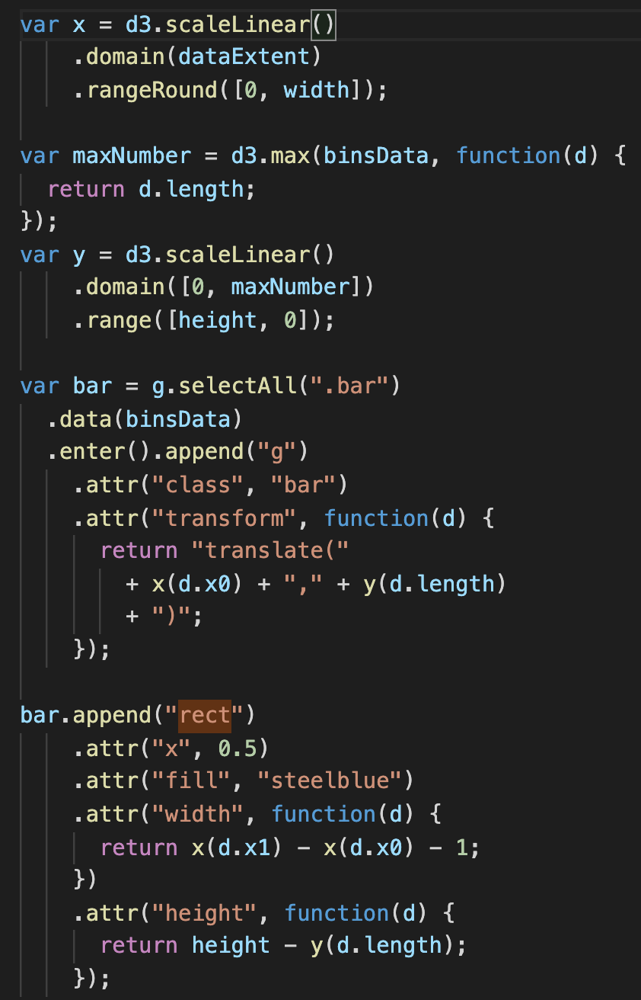 var x = d3.scaleLinear()
    .domain(dataExtent)
    .rangeRound([0, width]);

var maxNumber = d3.max(binsData, function(d) {
  return d.length;
});
var y = d3.scaleLinear()
    .domain([0, maxNumber])
    .range([height, 0]);

var bar = g.selectAll(".bar")
  .data(binsData)
  .enter().append("g")
    .attr("class", "bar")
    .attr("transform", function(d) {
      return "translate("
        + x(d.x0) + "," + y(d.length)
        + ")";
    });

bar.append("rect")
    .attr("x", 0.5)
    .attr("fill", "steelblue")
    .attr("width", function(d) {
      return x(d.x1) - x(d.x0) - 1;
    })
    .attr("height", function(d) {
      return height - y(d.length);
    });